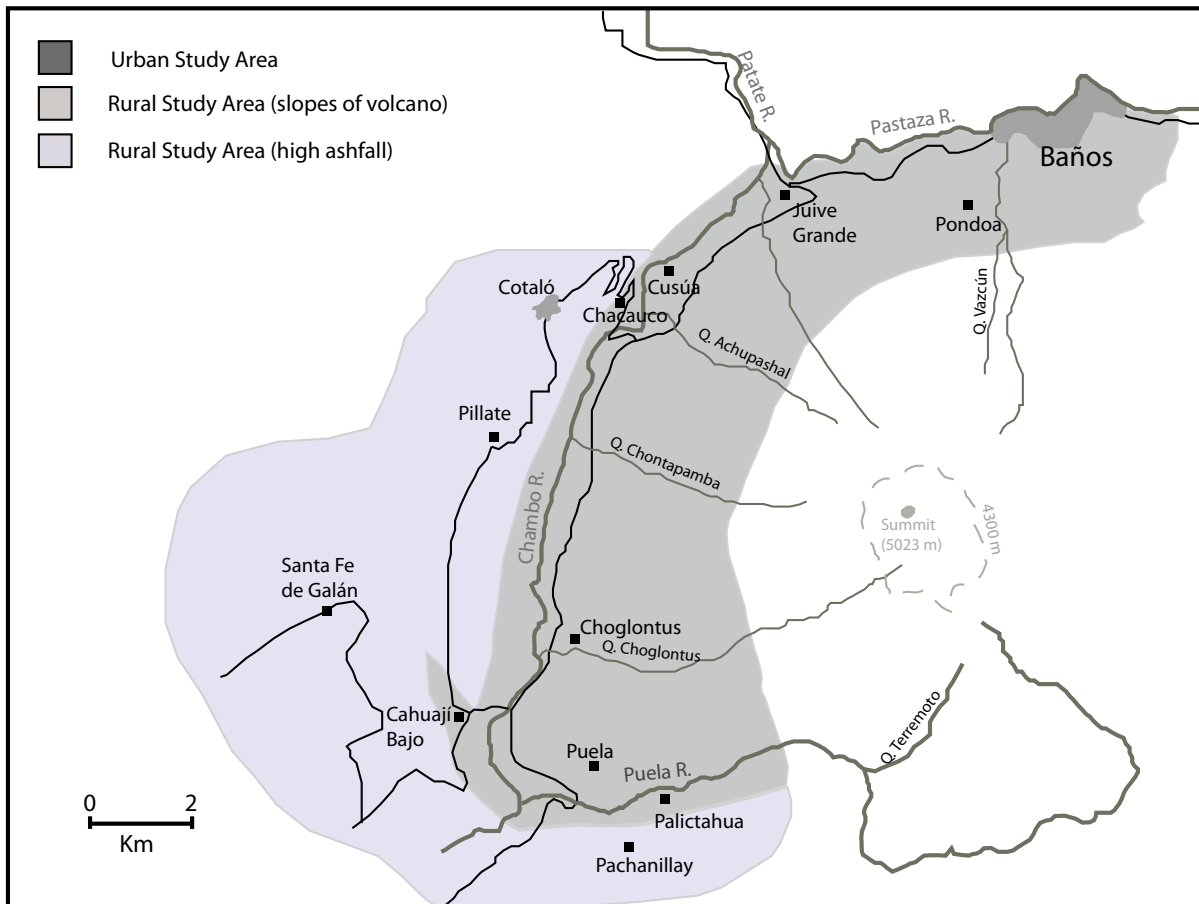 Urban Study Area
Rural Study Area (slopes of volcano)
Rural Study Area (high ashfall)
Patate R.
Pastaza R.
Baños
Juive
Grande
Pondoa
Cotaló
Cusúa
Chacauco
Q. Vazcún
Q. Achupashal
Pillate
Q. Chontapamba
Chambo R.
Summit
(5023 m)
4300 m
Santa Fe
de Galán
Choglontus
Q. Choglontus
Cahuají
Bajo
Q. Terremoto
Puela
Puela R.
0 2
Km
Palictahua
Pachanillay